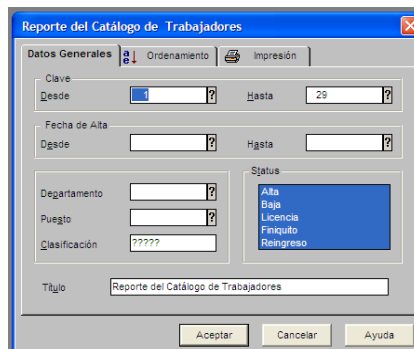 Reporte del Catálogo de Trabajadores
Datos Generales Ordenamiento Impresión
Clave
Desde 1 ? Hasta 29 ?
Fecha de Alta
Desde ? Hasta ?
Departamento ?
Puesto ?
Clasificación ?????
Status
Alta
Baja
Licencia
Finiquito
Reingreso
Título Reporte del Catálogo de Trabajadores
Aceptar Cancelar Ayuda